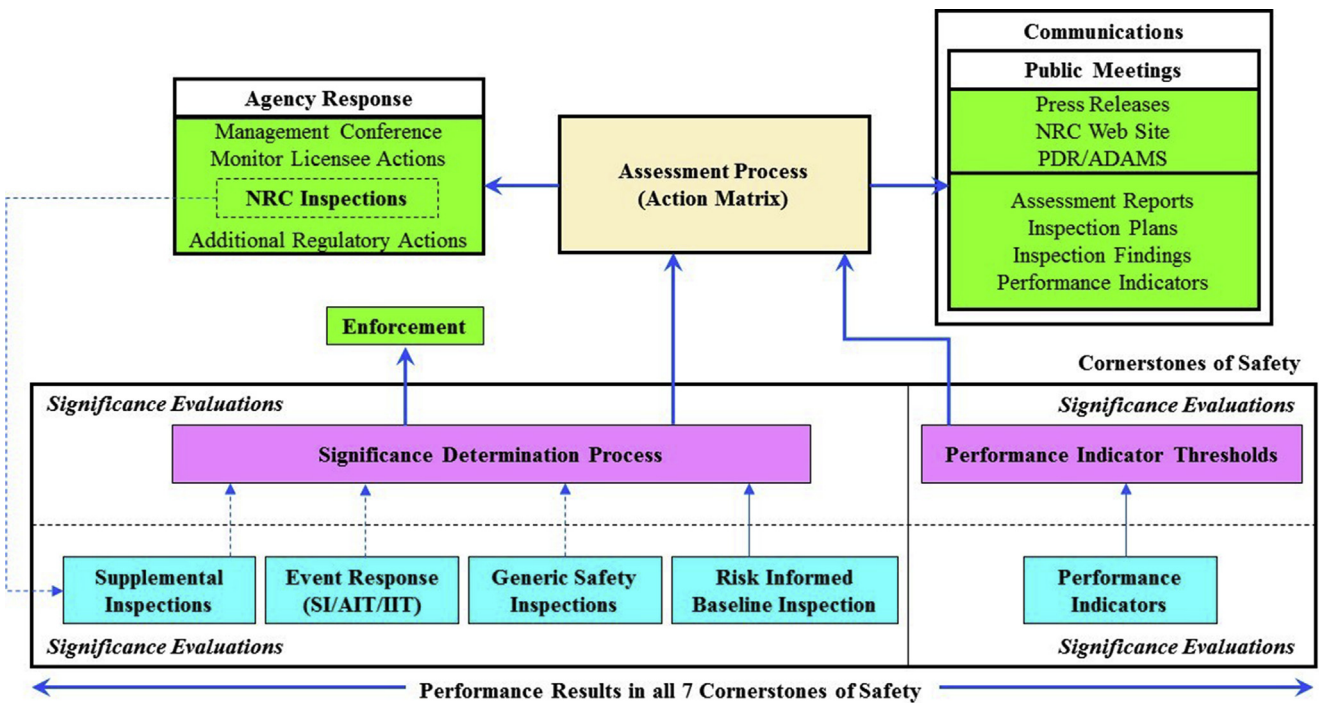 Communications
Public Meetings
Press Releases
NRC Web Site
PDR/ADAMS
Assessment Reports
Inspection Plans
Inspection Findings
Performance Indicators
Agency Response
Management Conference
Monitor Licensee Actions
NRC Inspections
Additional Regulatory Actions
Assessment Process
(Action Matrix)
Enforcement
Cornerstones of Safety
Significance Evaluations
Significance Evaluations
Significance Determination Process
Performance Indicator Thresholds
Supplemental
Inspections
Event Response
(SI/AIT/IIT)
Generic Safety
Inspections
Risk Informed
Baseline Inspection
Performance
Indicators
Significance Evaluations
Significance Evaluations
Performance Results in all 7 Cornerstones of Safety